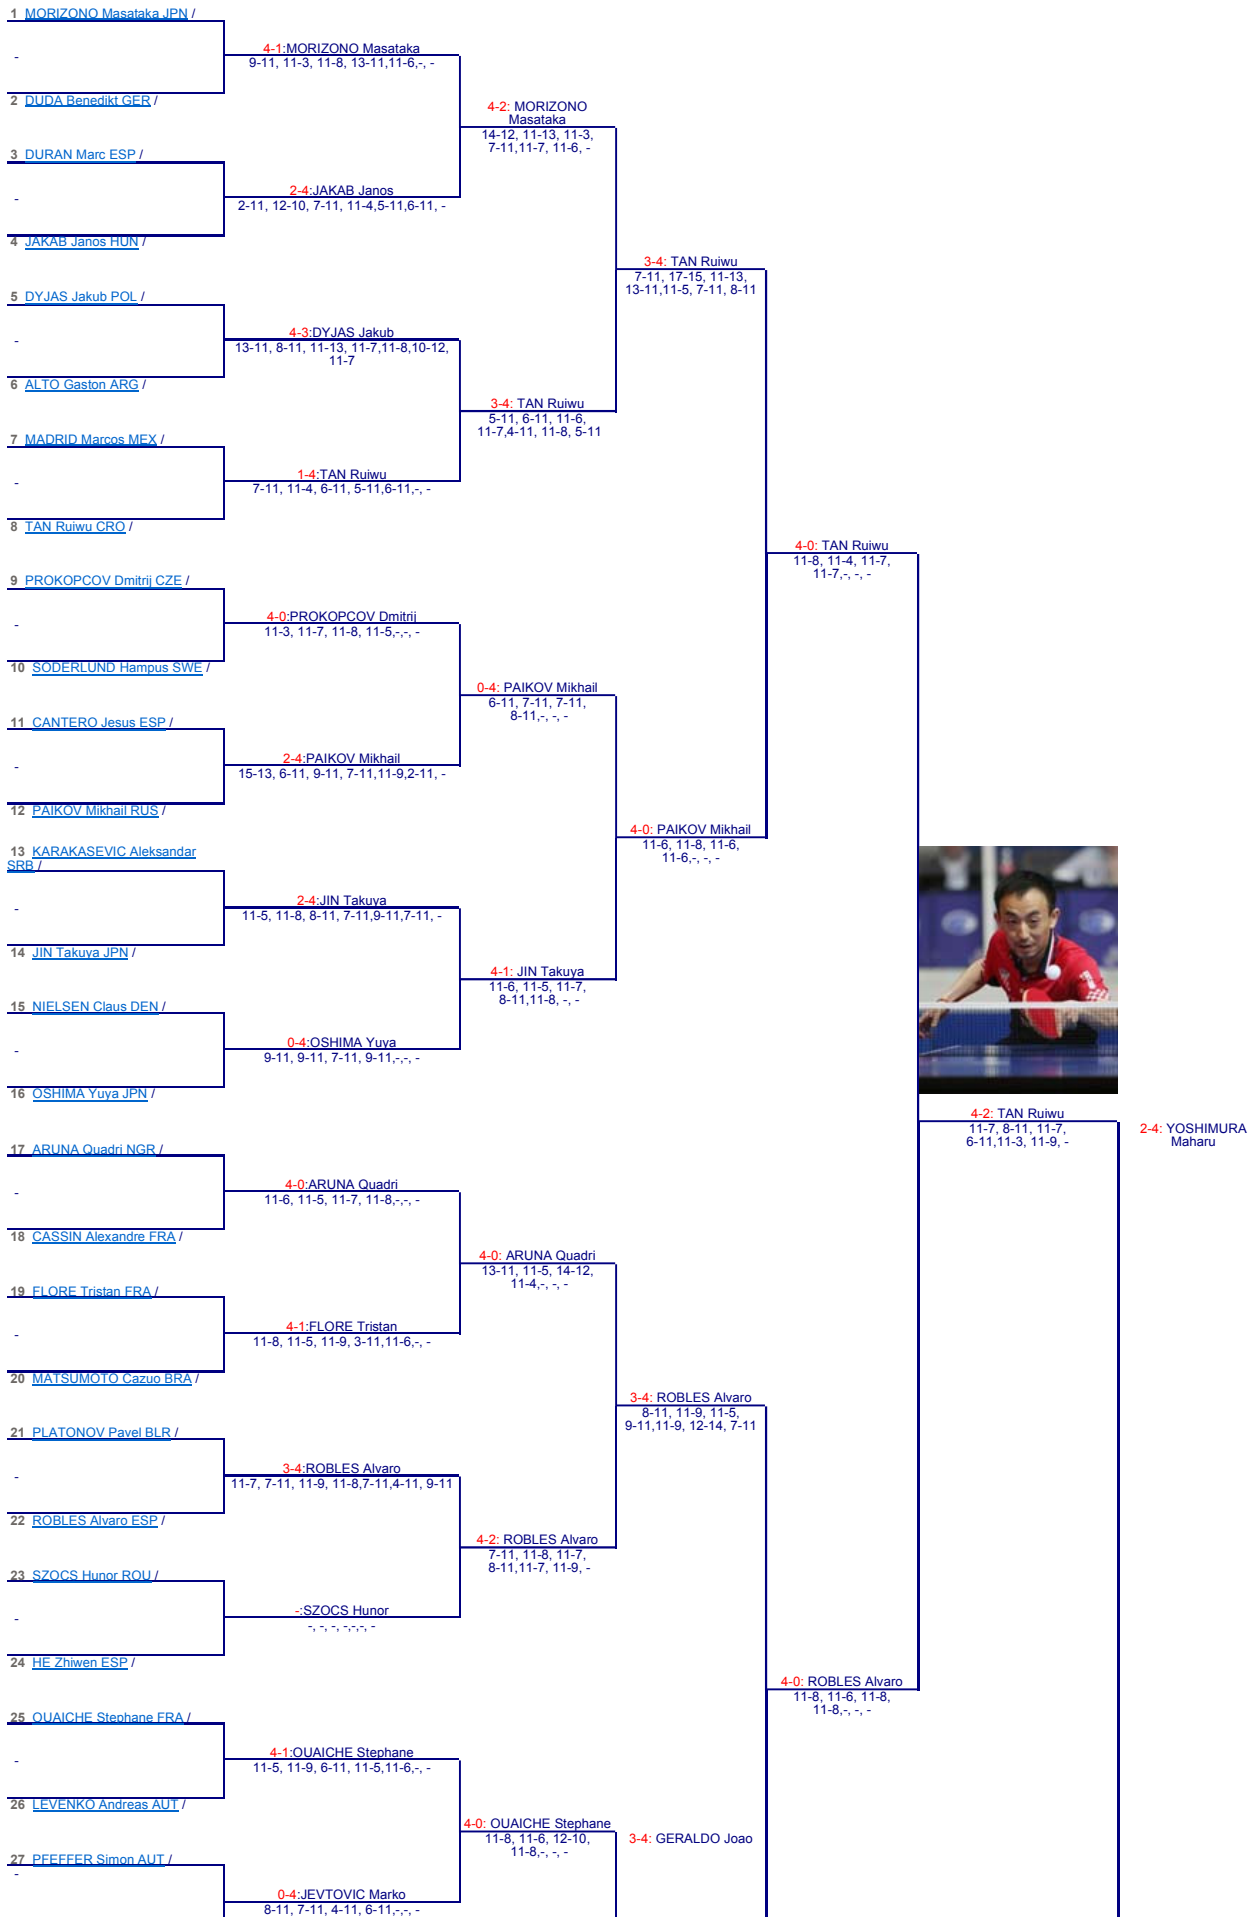 1 MORIZONO Masataka JPN /
4-1:MORIZONO Masataka
-
9-11, 11-3, 11-8, 13-11,11-6,-, -
2 DUDA Benedikt GER /
4-2: MORIZONO
Masataka
14-12, 11-13, 11-3,
7-11,11-7, 11-6, -
3 DURAN Marc ESP /
2-4:JAKAB Janos
-
2-11, 12-10, 7-11, 11-4,5-11,6-11, -
4 JAKAB Janos HUN /
3-4: TAN Ruiwu
7-11, 17-15, 11-13,
13-11,11-5, 7-11, 8-11
5 DYJAS Jakub POL /
4-3:DYJAS Jakub
-
13-11, 8-11, 11-13, 11-7,11-8,10-12,
11-7
6 ALTO Gaston ARG /
3-4: TAN Ruiwu
5-11, 6-11, 11-6,
11-7,4-11, 11-8, 5-11
7 MADRID Marcos MEX /
1-4:TAN Ruiwu
-
7-11, 11-4, 6-11, 5-11,6-11,-, -
8 TAN Ruiwu CRO /
4-0: TAN Ruiwu
11-8, 11-4, 11-7,
11-7,-, -, -
9 PROKOPCOV Dmitrij CZE /
4-0:PROKOPCOV Dmitrij
-
11-3, 11-7, 11-8, 11-5,-,-, -
10 SODERLUND Hampus SWE /
0-4: PAIKOV Mikhail
6-11, 7-11, 7-11,
8-11,-, -, -
11 CANTERO Jesus ESP /
2-4:PAIKOV Mikhail
-
15-13, 6-11, 9-11, 7-11,11-9,2-11, -
12 PAIKOV Mikhail RUS /
4-0: PAIKOV Mikhail
11-6, 11-8, 11-6,
11-6,-, -, -
13 KARAKASEVIC Aleksandar
SRB /
2-4:JIN Takuya
-
11-5, 11-8, 8-11, 7-11,9-11,7-11, -
14 JIN Takuya JPN /
4-1: JIN Takuya
11-6, 11-5, 11-7,
8-11,11-8, -, -
15 NIELSEN Claus DEN /
0-4:OSHIMA Yuya
-
9-11, 9-11, 7-11, 9-11,-,-, -
16 OSHIMA Yuya JPN /
4-2: TAN Ruiwu
11-7, 8-11, 11-7,
6-11,11-3, 11-9, -
2-4: YOSHIMURA
Maharu
17 ARUNA Quadri NGR /
4-0:ARUNA Quadri
-
11-6, 11-5, 11-7, 11-8,-,-, -
18 CASSIN Alexandre FRA /
4-0: ARUNA Quadri
13-11, 11-5, 14-12,
11-4,-, -, -
19 FLORE Tristan FRA /
4-1:FLORE Tristan
-
11-8, 11-5, 11-9, 3-11,11-6,-, -
20 MATSUMOTO Cazuo BRA /
3-4: ROBLES Alvaro
8-11, 11-9, 11-5,
9-11,11-9, 12-14, 7-11
21 PLATONOV Pavel BLR /
3-4:ROBLES Alvaro
-
11-7, 7-11, 11-9, 11-8,7-11,4-11, 9-11
22 ROBLES Alvaro ESP /
4-2: ROBLES Alvaro
7-11, 11-8, 11-7,
8-11,11-7, 11-9, -
23 SZOCS Hunor ROU /
-:SZOCS Hunor
-
-, -, -, -,-,-, -
24 HE Zhiwen ESP /
4-0: ROBLES Alvaro
11-8, 11-6, 11-8,
11-8,-, -, -
25 OUAICHE Stephane FRA /
4-1:OUAICHE Stephane
-
11-5, 11-9, 6-11, 11-5,11-6,-, -
26 LEVENKO Andreas AUT /
4-0: OUAICHE Stephane
11-8, 11-6, 12-10,
11-8,-, -, -
3-4: GERALDO Joao
27 PFEFFER Simon AUT /
-
0-4:JEVTOVIC Marko
8-11, 7-11, 4-11, 6-11,-,-, -